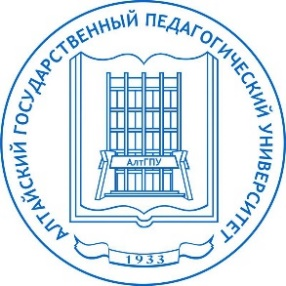 АЛТАЙСКИЙ ГОСУДАРСТВЕННЫЙ ПЕДАГОГИЧЕСКИЙ УНИВЕРСИТЕТ
АлтГПУ
1933